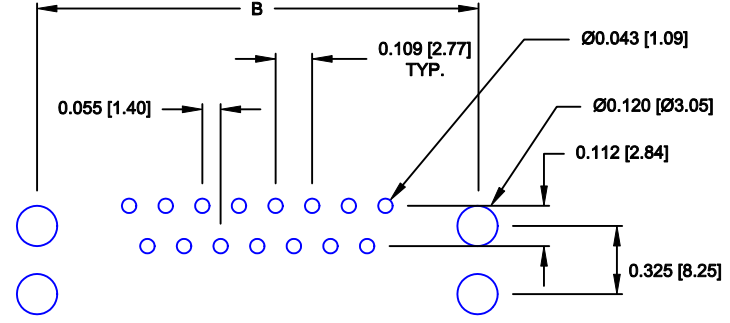 B
0.109 [2.77]
TYP.
Ø0.043 [1.09]
0.055 [1.40]
Ø0.120 [Ø3.05]
0.112 [2.84]
0.325 [8.25]